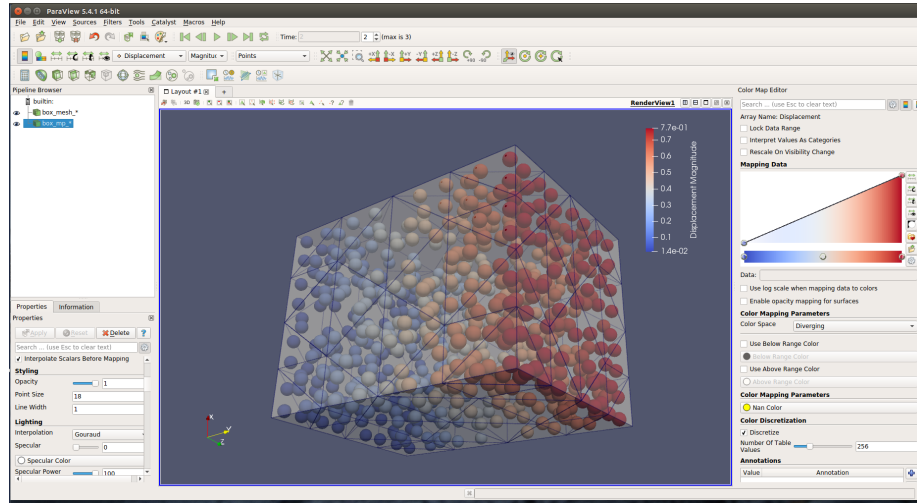 ParaView 5.4.1 64-bit
File Edit View Sources Filters Tools Catalyst Macros Help
Time: 2 2 (max is 3)
Displacement Magnituc Points
Pipeline Browser
builtin:
box_mesh_*
box_mp_*
Properties Information
Properties
Apply Reset Delete ?
Search ... (use Esc to clear text)
Interpolate Scalars Before Mapping
Styling
Opacity 1
Point Size 18
Line Width 1
Lighting
Interpolation Gouraud
Specular 0
Specular Color
Specular Power 100
Layout #1 +
3D
RenderView1
7.7e-01
0.7
0.6
0.5
0.4
0.3
0.2
0.1
1.4e-02
Displacement Magnitude
X
Y
Z
Color Map Editor
Search ... (use Esc to clear text)
Array Name: Displacement
Lock Data Range
Interpret Values As Categories
Rescale On Visibility Change
Mapping Data
Data:
Use log scale when mapping data to colors
Enable opacity mapping for surfaces
Color Mapping Parameters
Color Space Diverging
Use Below Range Color
Below Range Color
Use Above Range Color
Above Range Color
Color Mapping Parameters
Nan Color
Color Discretization
Discretize
Number Of Table
Values 256
Annotations
Value Annotation